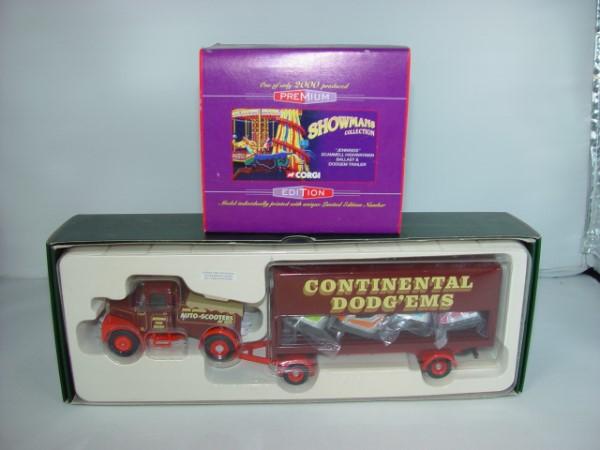 One of only 2000 produced
PREMIUM
SHOWMANS
COLLECTION
"JENNINGS"
SCAMMELL HIGHWAYMAN
BALLAST &
DODGEM TRAILER
CORGI
EDITION
Model individually printed with unique Limited Edition Number
CONTINENTAL
DODG'EMS
AUTO-SCOOTERS